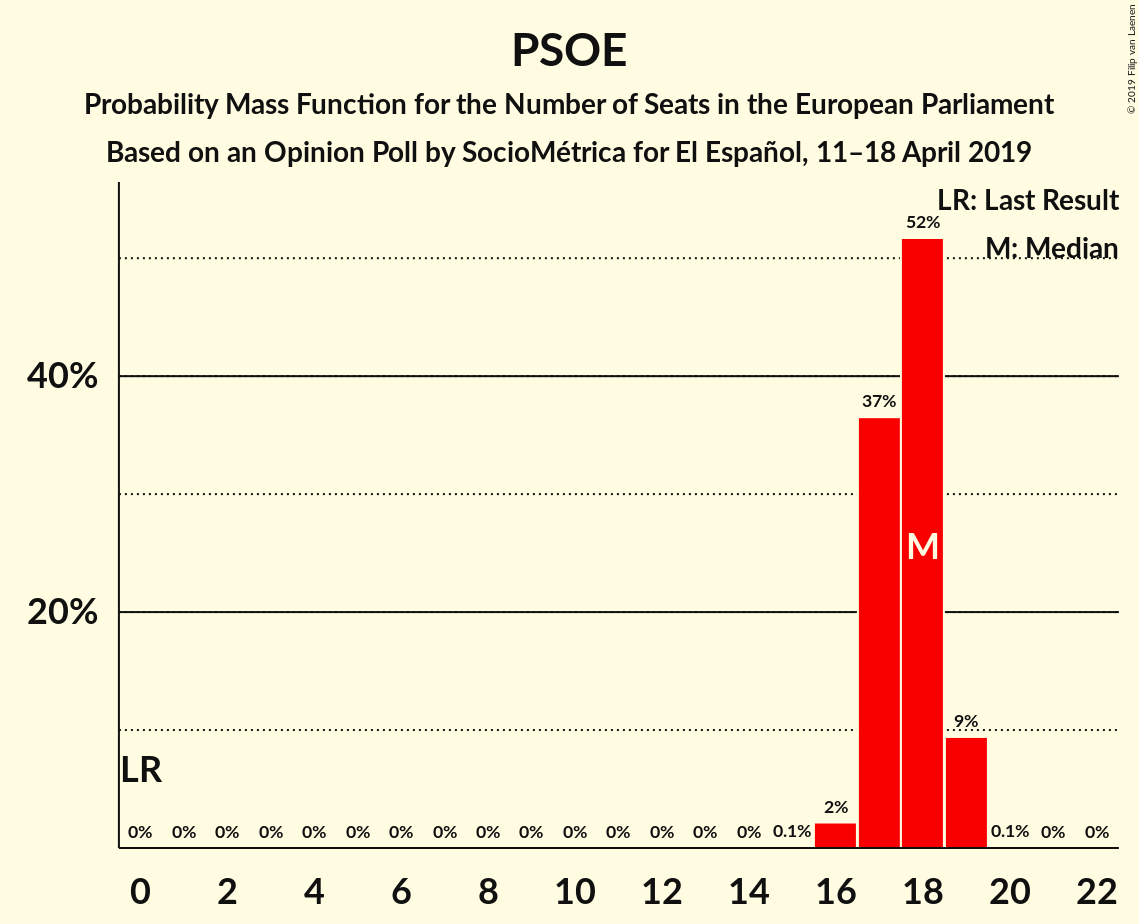 PSOE
Probability Mass Function for the Number of Seats in the European Parliament
Based on an Opinion Poll by SocioMétrica for El Español, 11–18 April 2019
© 2019 Filip van Laenen
LR: Last Result
M: Median
52%
40%
37%
M
20%
9%
LR
2%
0% 0% 0% 0% 0% 0% 0% 0% 0% 0% 0% 0% 0% 0% 0% 0.1% 0.1% 0% 0%
0 2 4 6 8 10 12 14 16 18 20 22